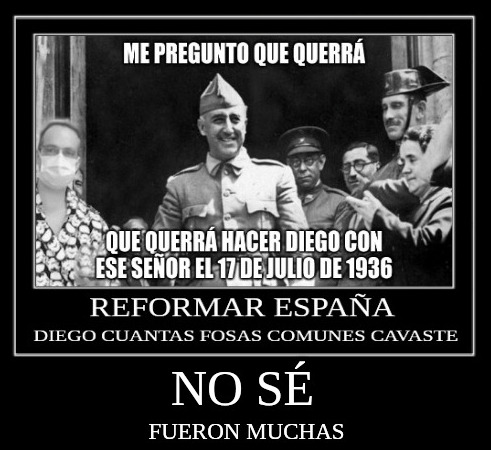 ME PREGUNTO QUE QUERRÁ
QUE QUERRÁ HACER DIEGO CON
ESE SEÑOR EL 17 DE JULIO DE 1936
REFORMAR ESPAÑA
DIEGO CUANTAS FOSAS COMUNES CAVASTE
NO SÉ
FUERON MUCHAS